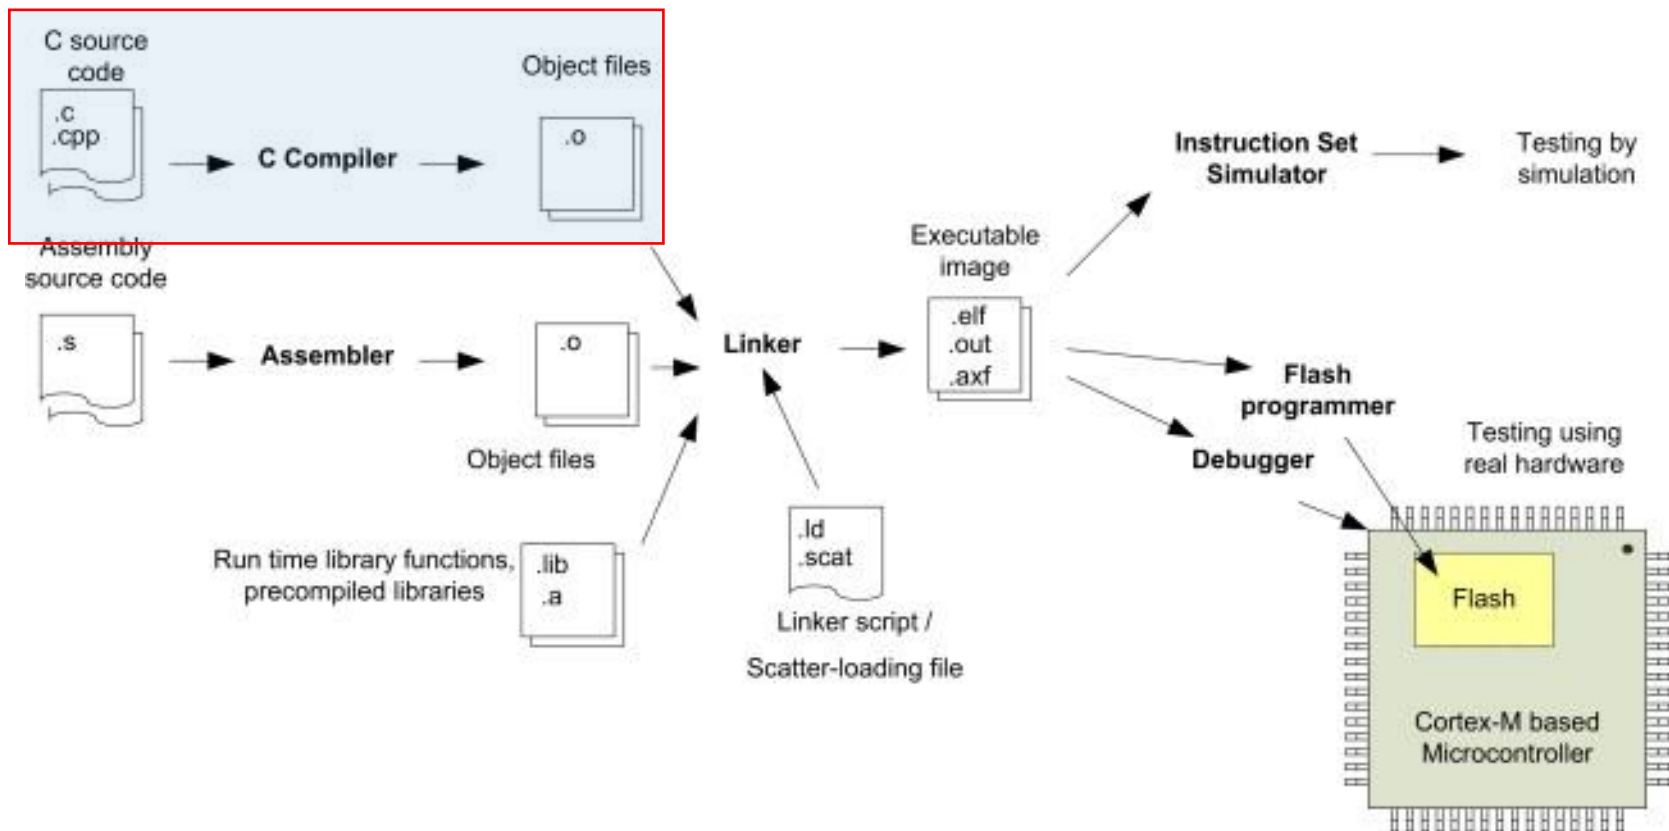 C source
code
.c
.cpp
C Compiler
Object files
.o
Assembly
source code
.s
Assembler
.o
Object files
Run time library functions,
precompiled libraries
.lib
.a
Linker
.ld
.scat
Linker script /
Scatter-loading file
Executable
image
.elf
.out
.axf
Instruction Set
Simulator
Testing by
simulation
Flash
programmer
Debugger
Testing using
real hardware
Flash
Cortex-M based
Microcontroller